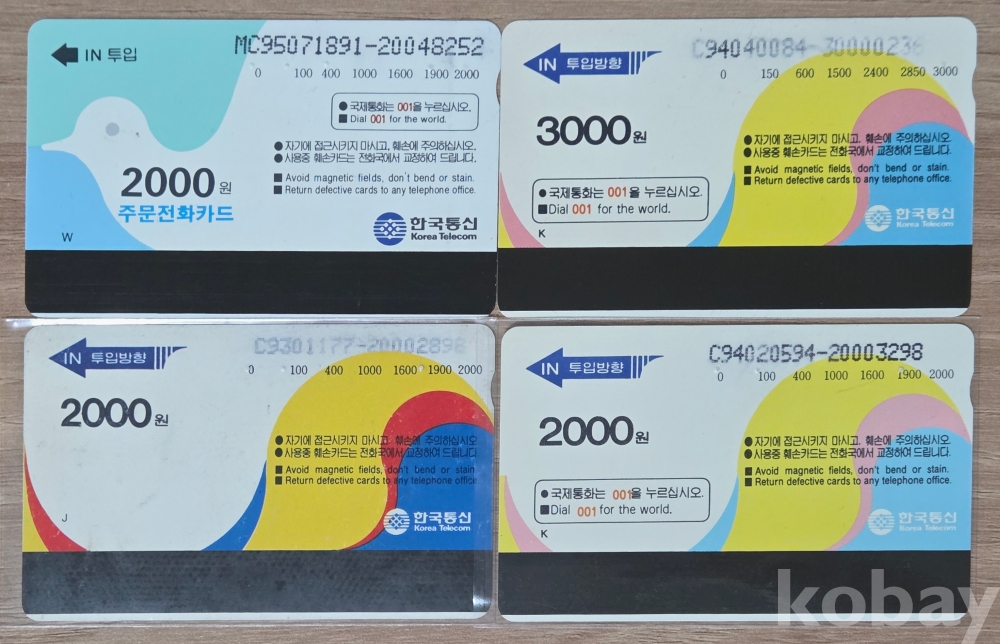 IN 투입
MC95071891-20048252
0 100 400 1000 1600 1900 2000
● 국제통화는 001을 누르십시오.
■ Dial 001 for the world.
● 자기에 접근시키지 마시고, 훼손에 주의하십시오.
● 사용중 훼손카드는 전화국에서 교정하여 드립니다.
■ Avoid magnetic fields, don't bend or stain.
■ Return defective cards to any telephone office.
2000원
주문전화카드
W
한국통신
Korea Telecom
IN 투입방향
C94040084-30000236
0 150 600 1500 2400 2850 3000
3000원
● 자기에 접근시키지 마시고, 훼손에 주의하십시오.
● 사용중 훼손카드는 전화국에서 교정하여 드립니다.
■ Avoid magnetic fields, don't bend or stain.
■ Return defective cards to any telephone office.
● 국제통화는 001을 누르십시오.
■ Dial 001 for the world.
K
한국통신
Korea Telecom
IN 투입방향
C9301177-20002898
0 100 400 1000 1600 1900 2000
2000원
● 자기에 접근시키지 마시고, 훼손에 주의하십시오.
● 사용중 훼손카드는 전화국에서 교정하여 드립니다.
■ Avoid magnetic fields, don't bend or stain.
■ Return defective cards to any telephone office.
J
한국통신
Korea Telecom
IN 투입방향
C94020594-20003298
0 100 400 1000 1600 1900 2000
2000원
● 자기에 접근시키지 마시고, 훼손에 주의하십시오.
● 사용중 훼손카드는 전화국에서 교정하여 드립니다.
■ Avoid magnetic fields, don't bend or stain.
■ Return defective cards to any telephone office.
● 국제통화는 001을 누르십시오.
■ Dial 001 for the world.
K
한국통신
Korea Telecom
kobay